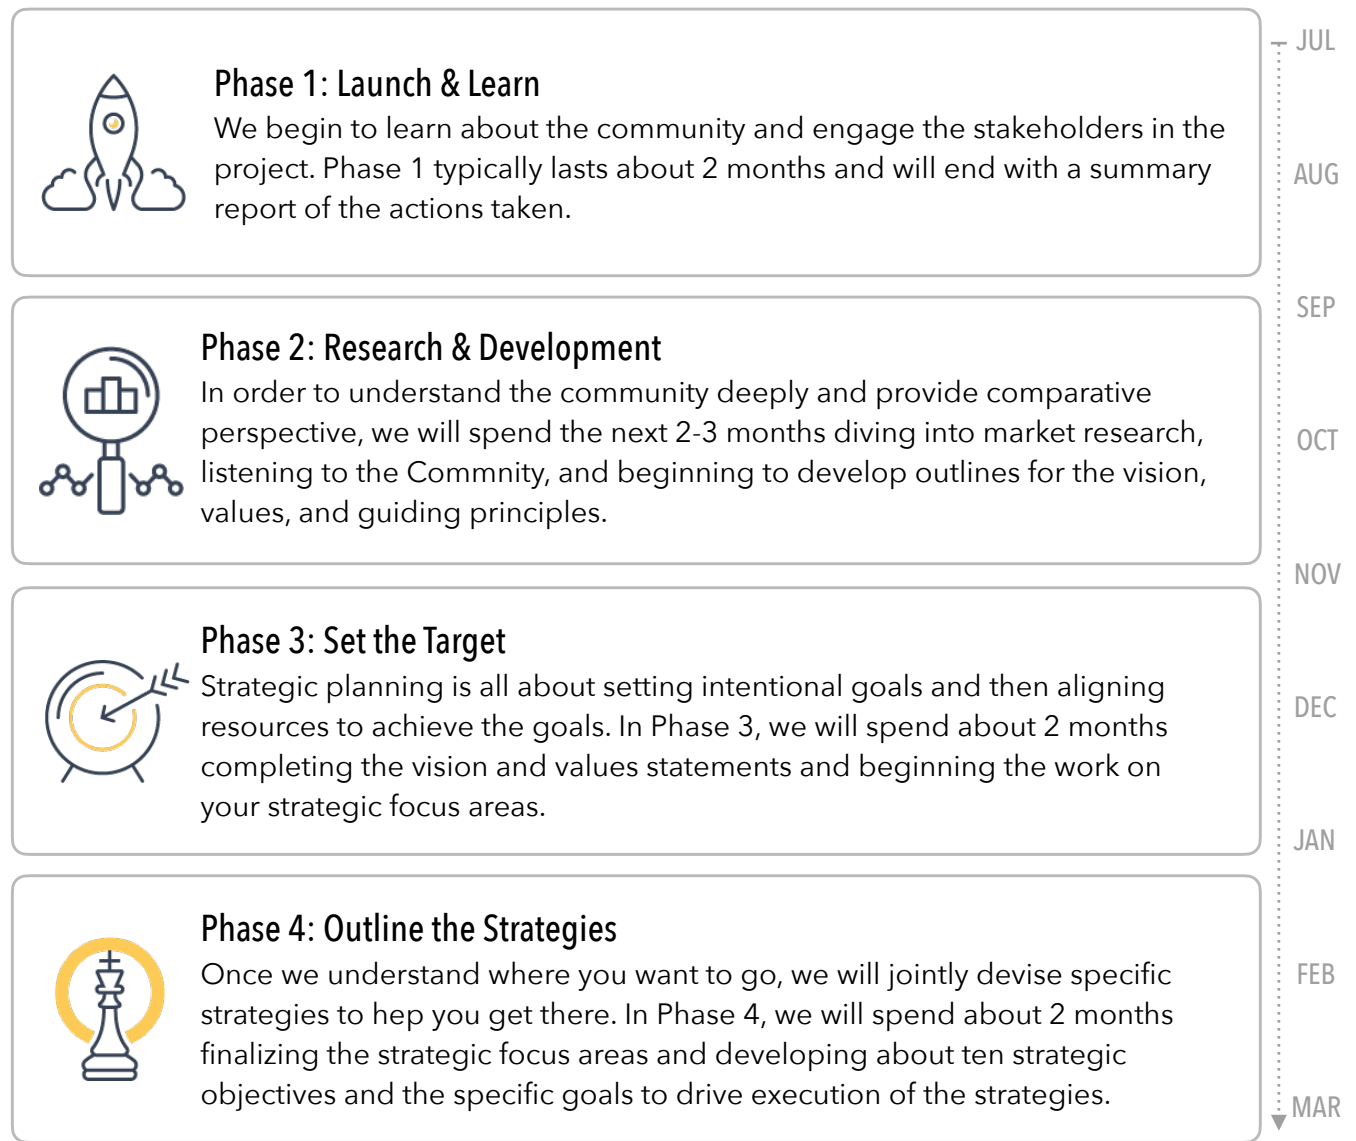 Phase 1: Launch & Learn
We begin to learn about the community and engage the stakeholders in the
project. Phase 1 typically lasts about 2 months and will end with a summary
report of the actions taken.
Phase 2: Research & Development
In order to understand the community deeply and provide comparative
perspective, we will spend the next 2-3 months diving into market research,
listening to the Commnity, and beginning to develop outlines for the vision,
values, and guiding principles.
Phase 3: Set the Target
Strategic planning is all about setting intentional goals and then aligning
resources to achieve the goals. In Phase 3, we will spend about 2 months
completing the vision and values statements and beginning the work on
your strategic focus areas.
Phase 4: Outline the Strategies
Once we understand where you want to go, we will jointly devise specific
strategies to hep you get there. In Phase 4, we will spend about 2 months
finalizing the strategic focus areas and developing about ten strategic
objectives and the specific goals to drive execution of the strategies.
JUL
AUG
SEP
OCT
NOV
DEC
JAN
FEB
MAR